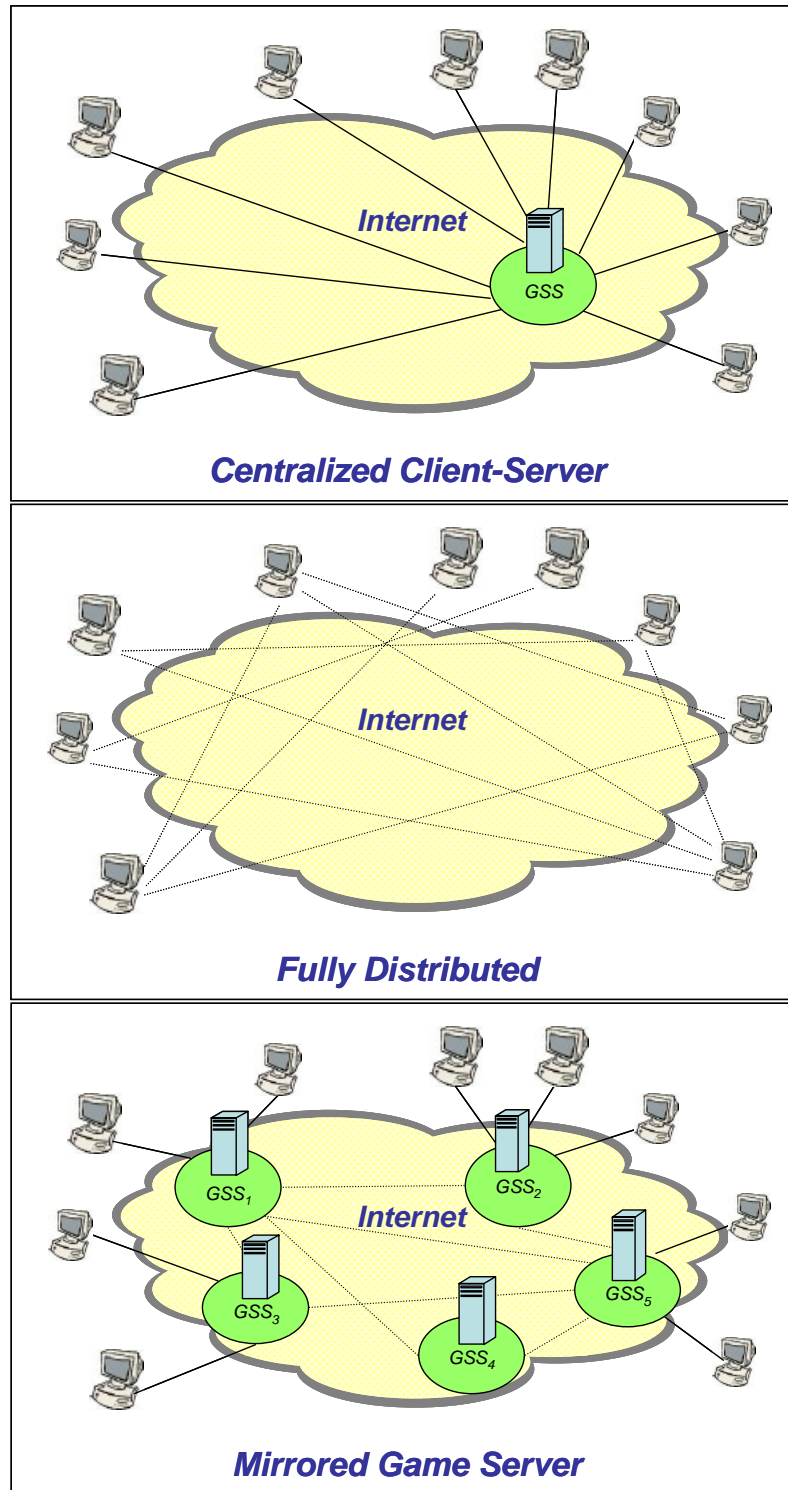 Internet
GSS
Centralized Client-Server
Internet
Fully Distributed
GSS₁
GSS₂
Internet
GSS₃
GSS₅
GSS₄
Mirrored Game Server